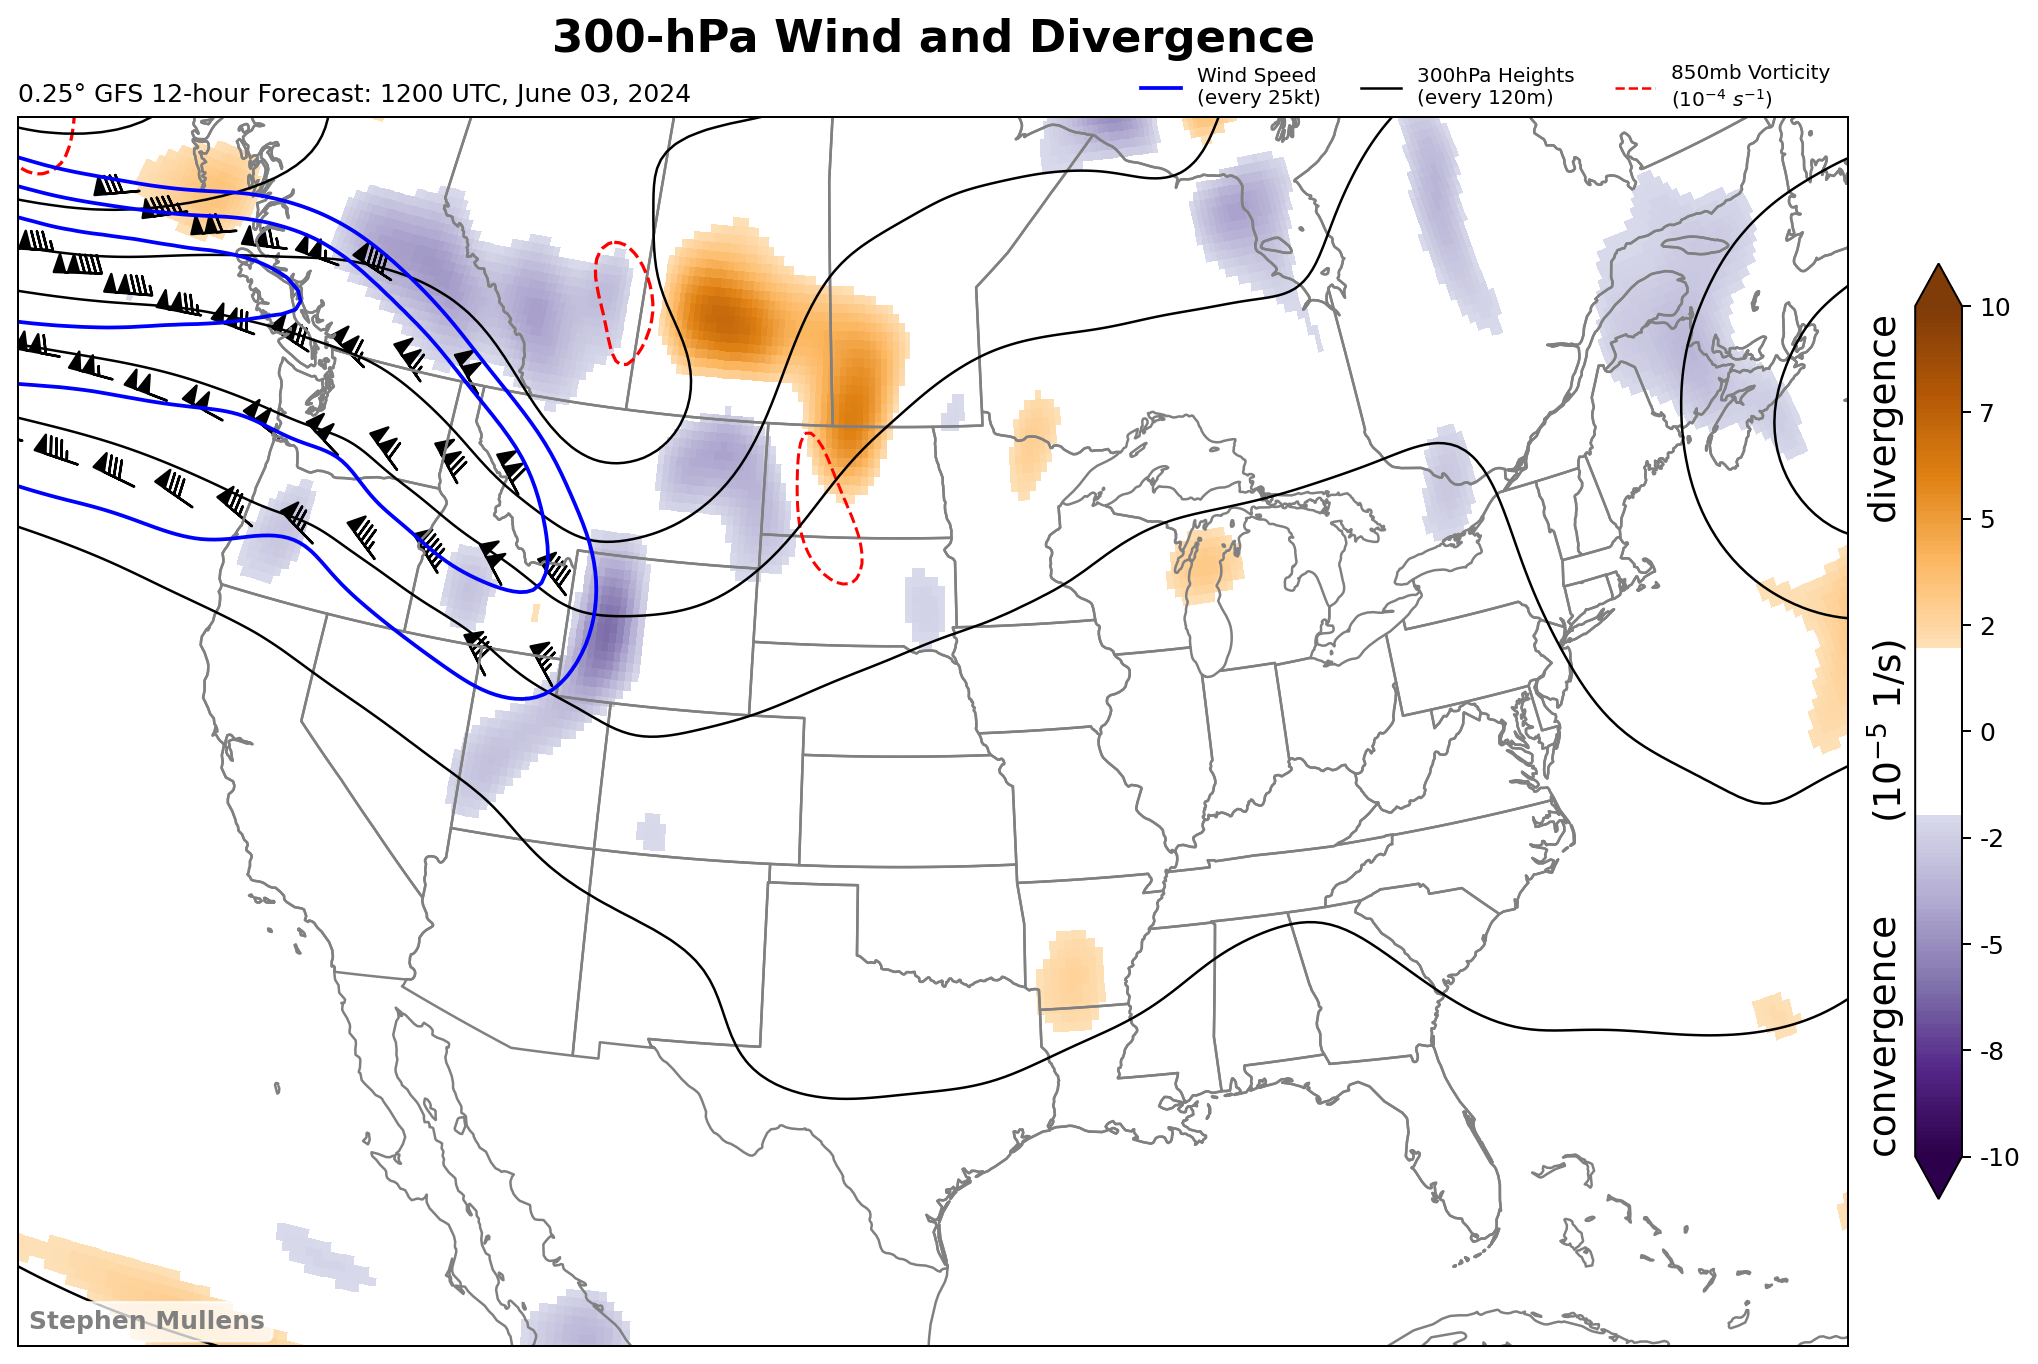 300-hPa Wind and Divergence
0.25° GFS 12-hour Forecast: 1200 UTC, June 03, 2024
Wind Speed
(every 25kt)
300hPa Heights
(every 120m)
850mb Vorticity
(10⁻⁴ s⁻¹)
10
7
5
2
0
-2
-5
-8
-10
convergence (10⁻⁵ 1/s) divergence
Stephen Mullens